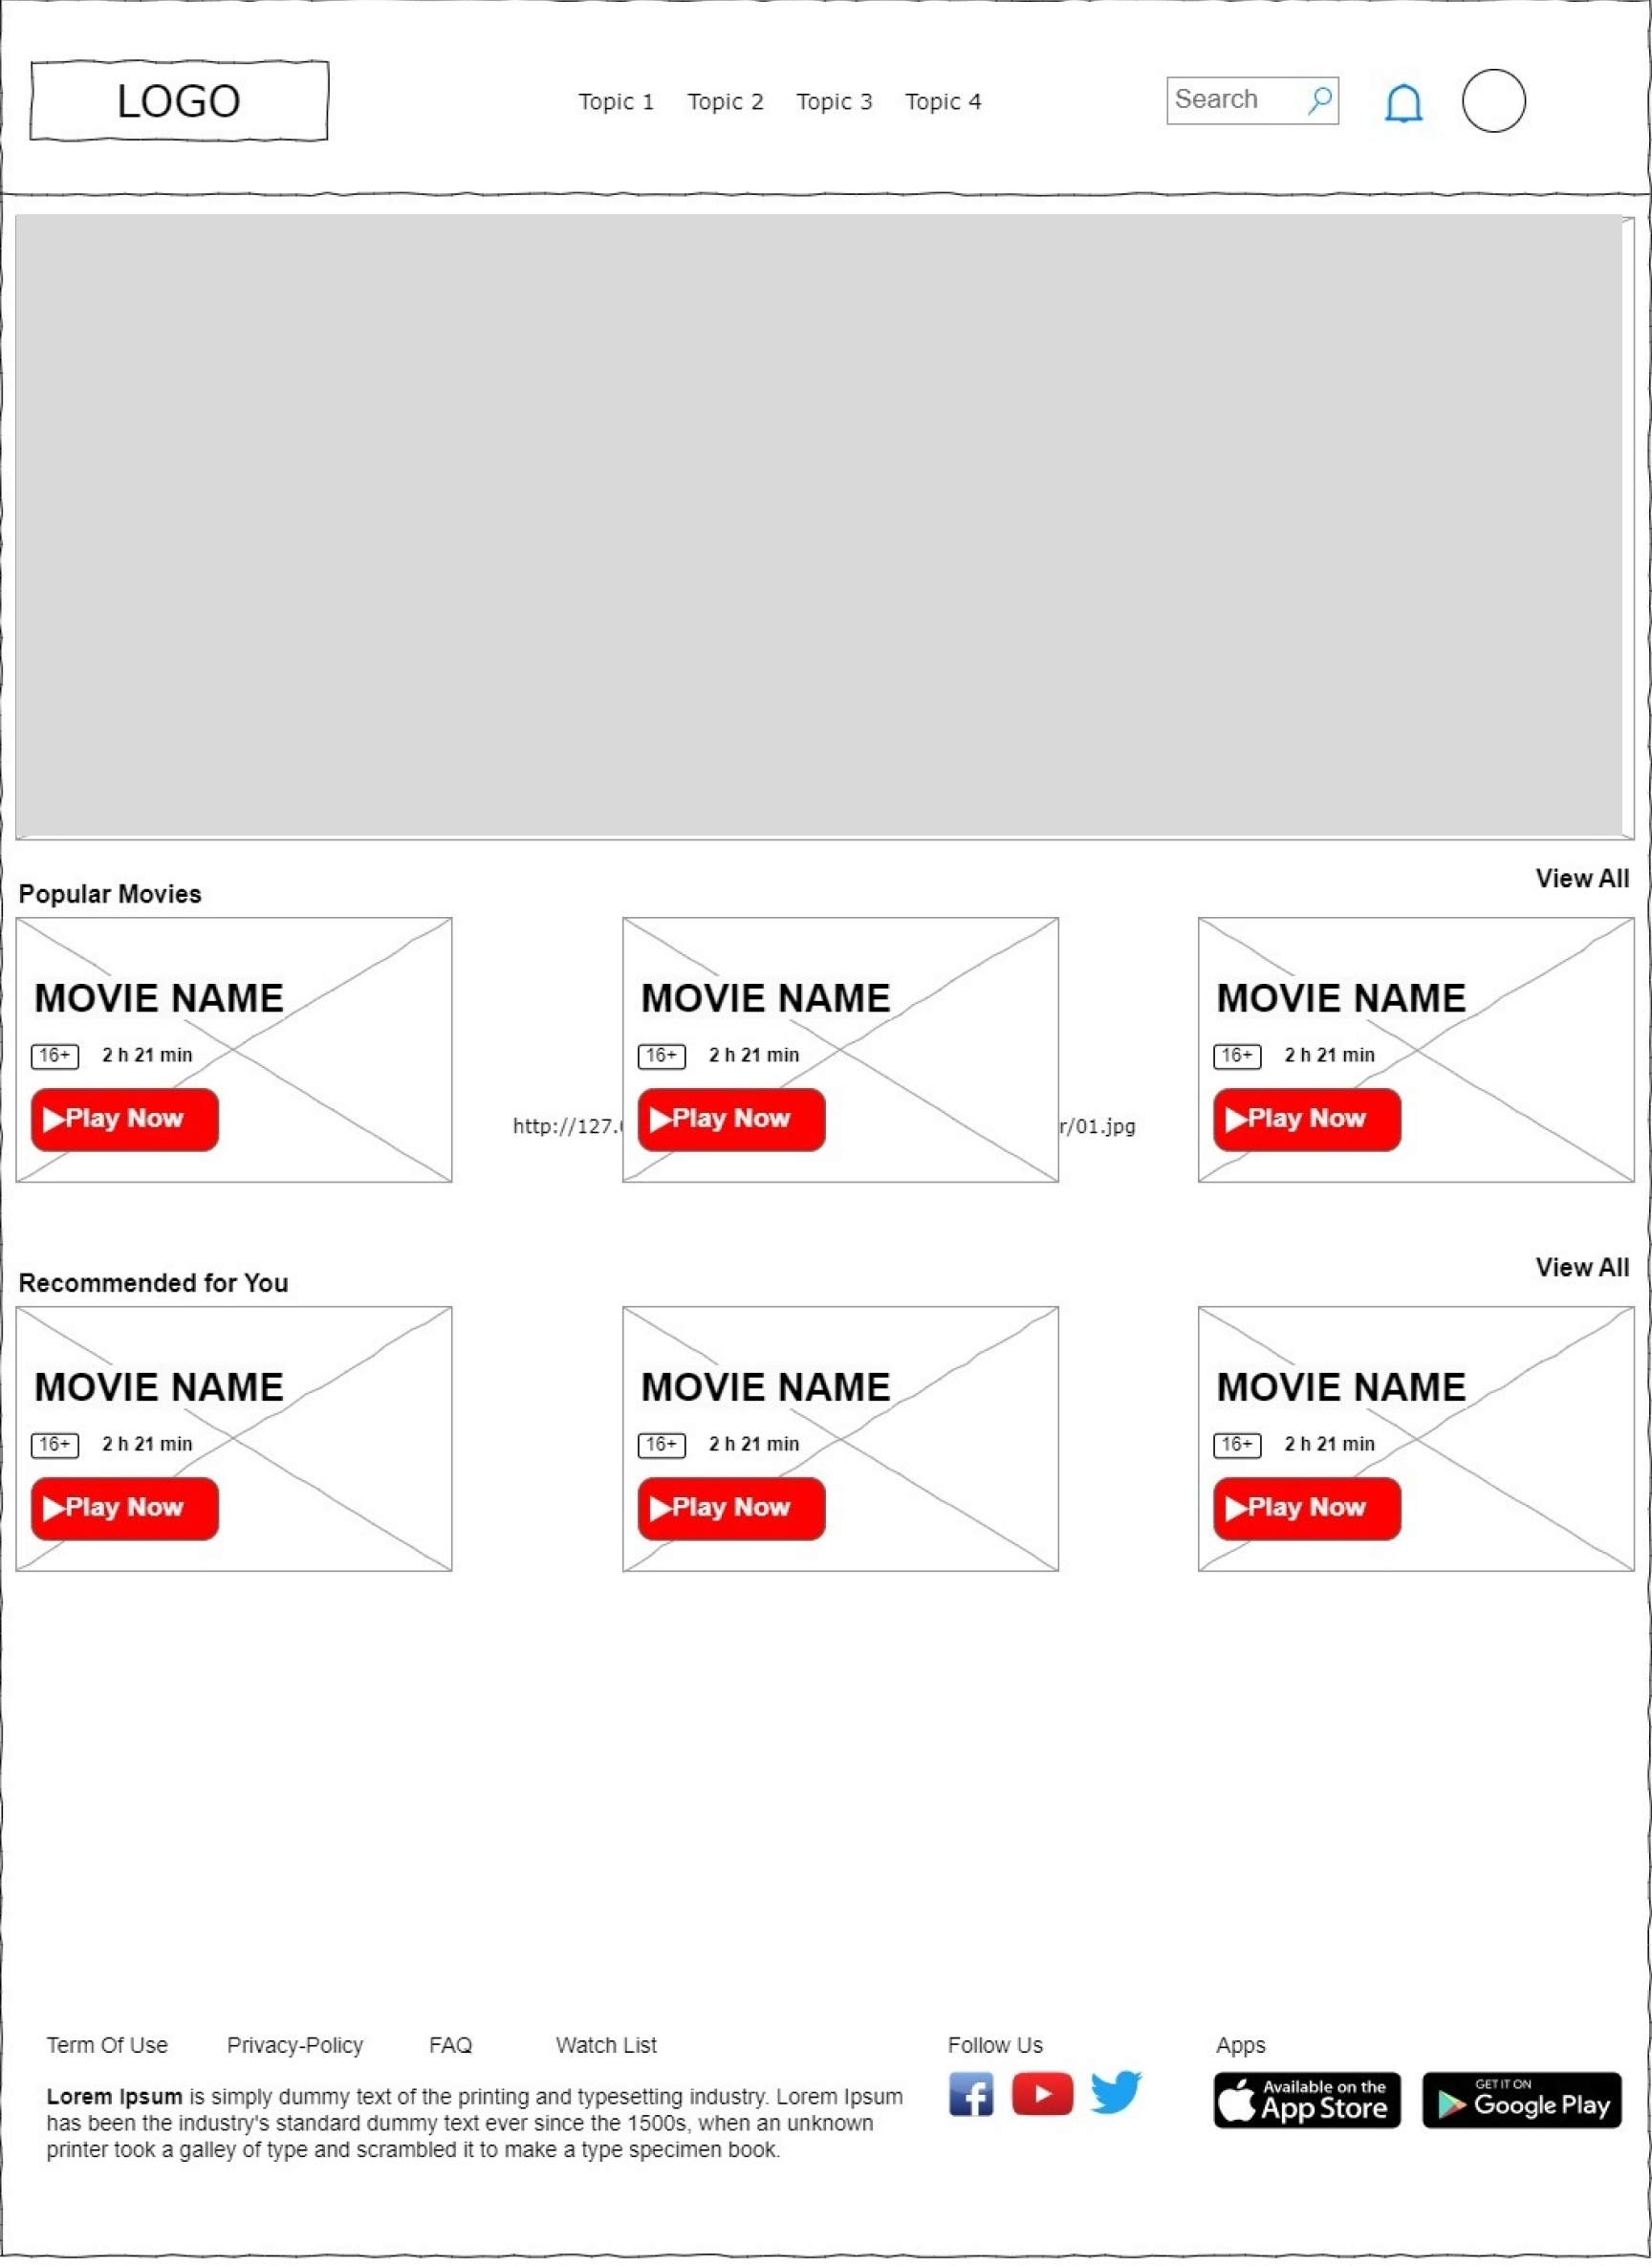 LOGO
Topic 1 Topic 2 Topic 3 Topic 4
Search
View All
Popular Movies
MOVIE NAME
16+ 2 h 21 min
Play Now
MOVIE NAME
16+ 2 h 21 min
Play Now
MOVIE NAME
16+ 2 h 21 min
Play Now
http://127.
r/01.jpg
View All
Recommended for You
MOVIE NAME
16+ 2 h 21 min
Play Now
MOVIE NAME
16+ 2 h 21 min
Play Now
MOVIE NAME
16+ 2 h 21 min
Play Now
Term Of Use Privacy-Policy FAQ Watch List
Lorem Ipsum is simply dummy text of the printing and typesetting industry. Lorem Ipsum
has been the industry's standard dummy text ever since the 1500s, when an unknown
printer took a galley of type and scrambled it to make a type specimen book.
Follow Us
Apps
Available on the
App Store
GET IT ON
Google Play